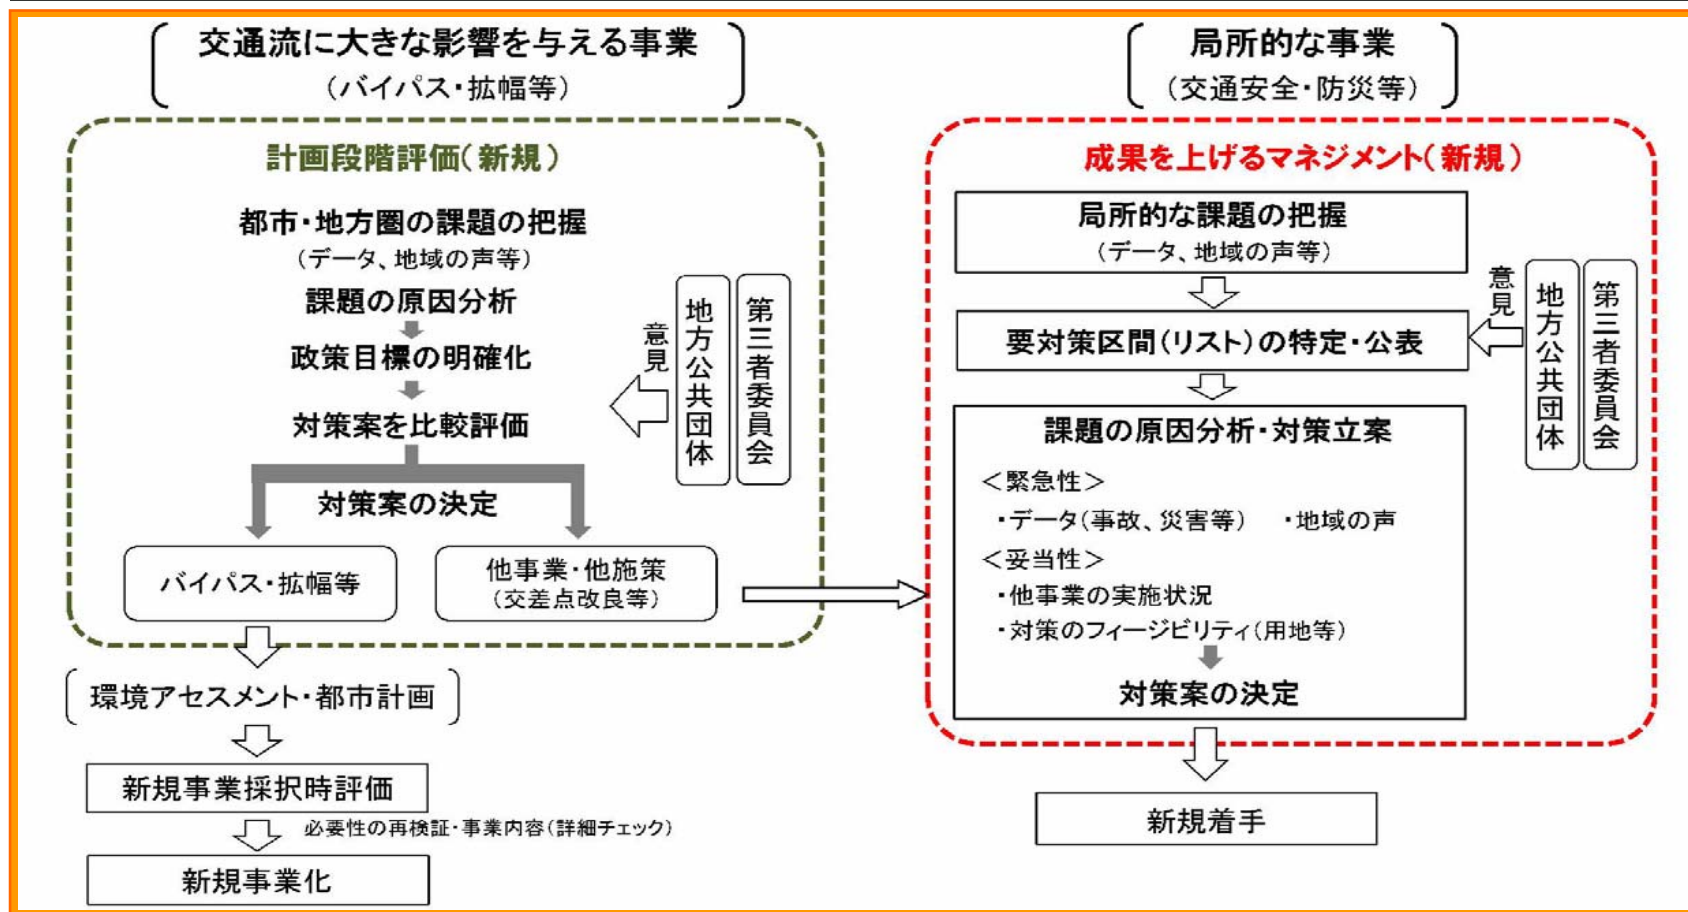 交通流に大きな影響を与える事業
（バイパス・拡幅等）
計画段階評価（新規）
都市・地方圏の課題の把握
（データ、地域の声等）
課題の原因分析
政策目標の明確化
対策案を比較評価
意見
地方公共団体
第三者委員会
対策案の決定
バイパス・拡幅等
他事業・他施策
（交差点改良等）
環境アセスメント・都市計画
新規事業採択時評価
必要性の再検証・事業内容（詳細チェック）
新規事業化
局所的な事業
（交通安全・防災等）
成果を上げるマネジメント（新規）
局所的な課題の把握
（データ、地域の声等）
要対策区間（リスト）の特定・公表
意見
地方公共団体
第三者委員会
課題の原因分析・対策立案
＜緊急性＞
・データ（事故、災害等）　・地域の声
＜妥当性＞
・他事業の実施状況
・対策のフィージビリティ（用地等）
対策案の決定
新規着手